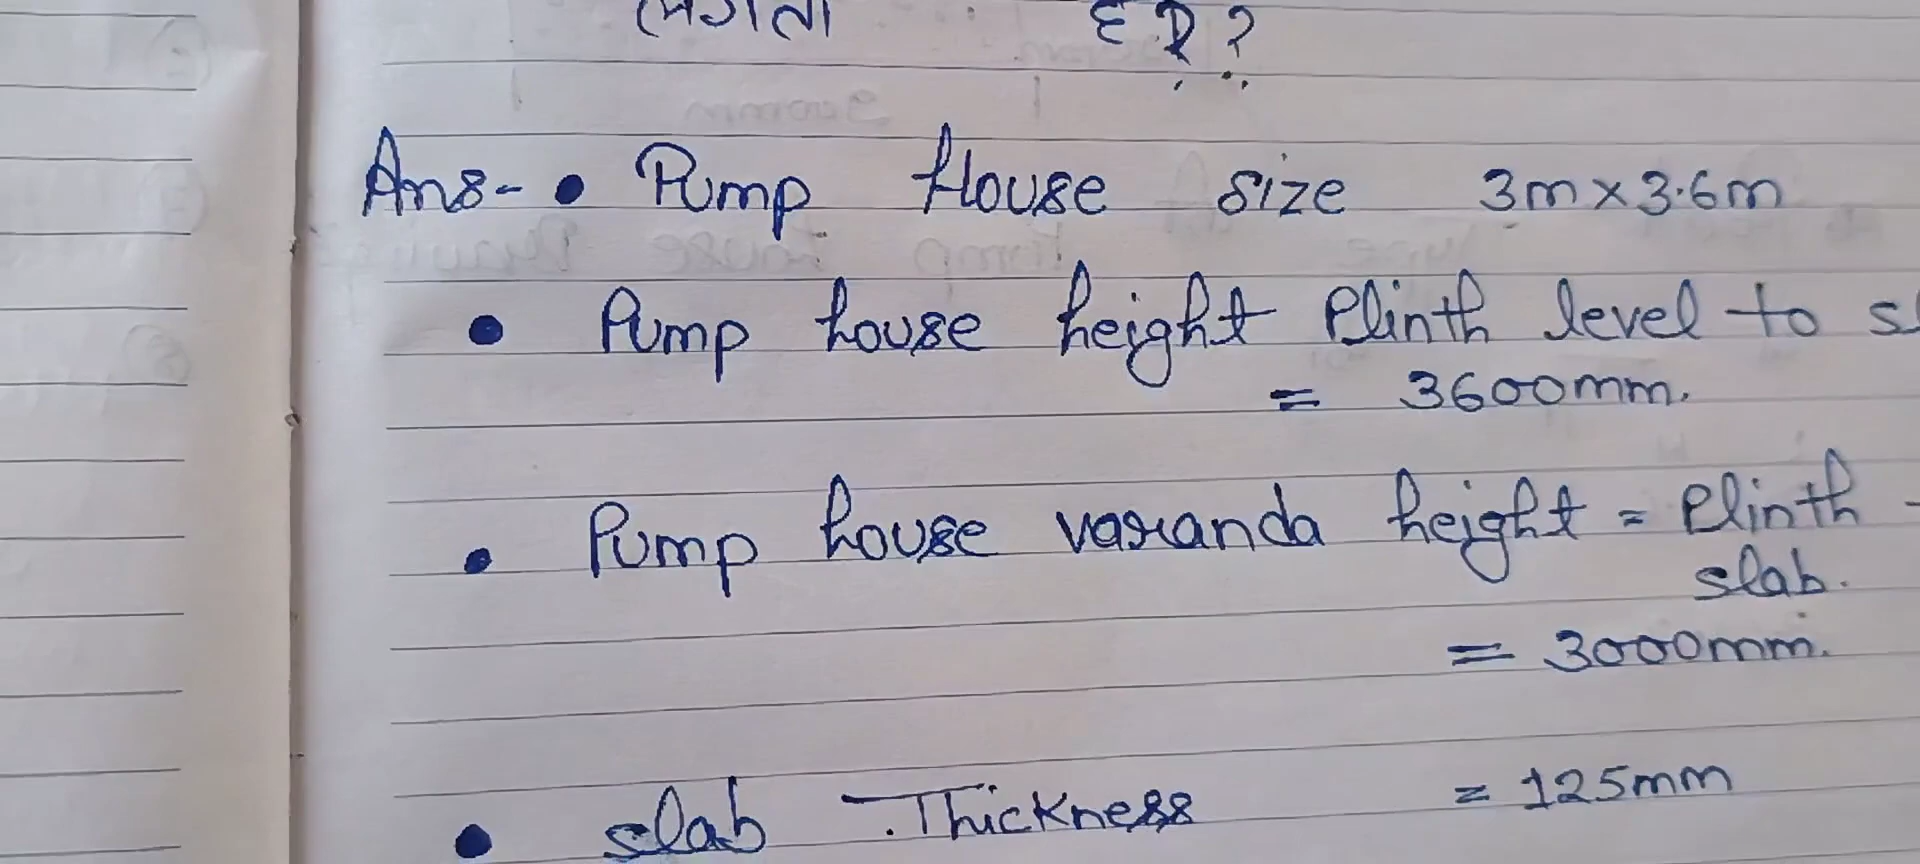 है?
Ans- • Pump House size 3m x 3.6m
• Pump house height Plinth level to
= 3600mm.
• Pump house varanda height = Plinth -
slab.
= 3000mm.
• slab Thickness = 125mm